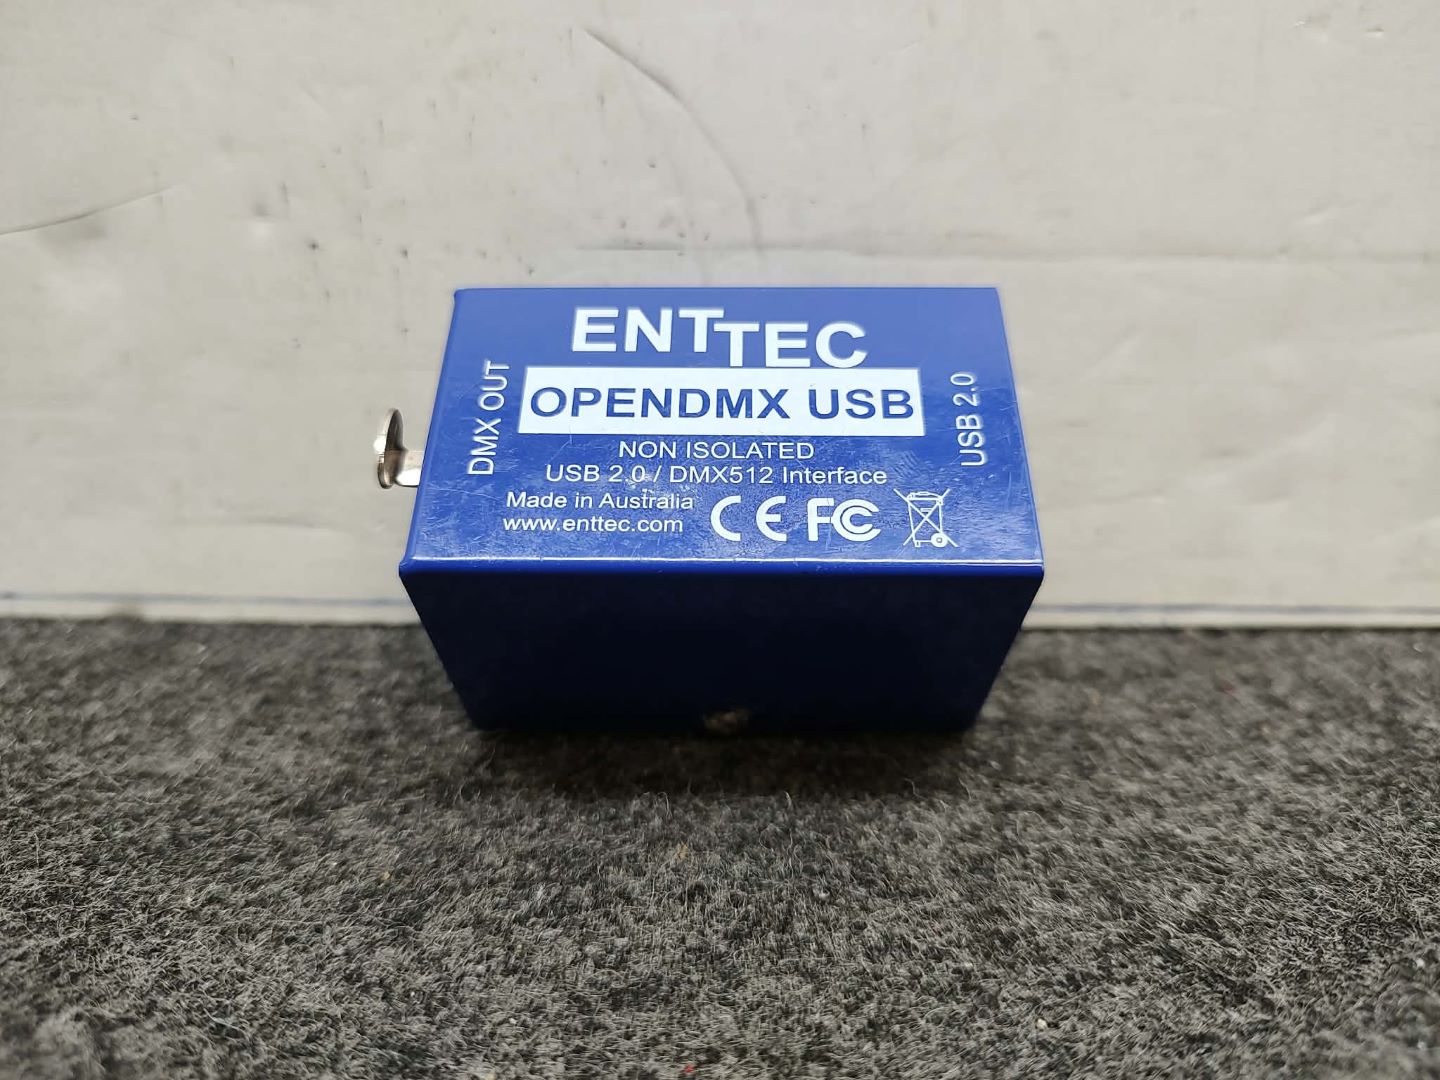 ENTTEC
OPENDMX USB
NON ISOLATED
USB 2.0 / DMX512 Interface
Made in Australia
www.enttec.com
CE FC
DMX OUT
USB 2.0